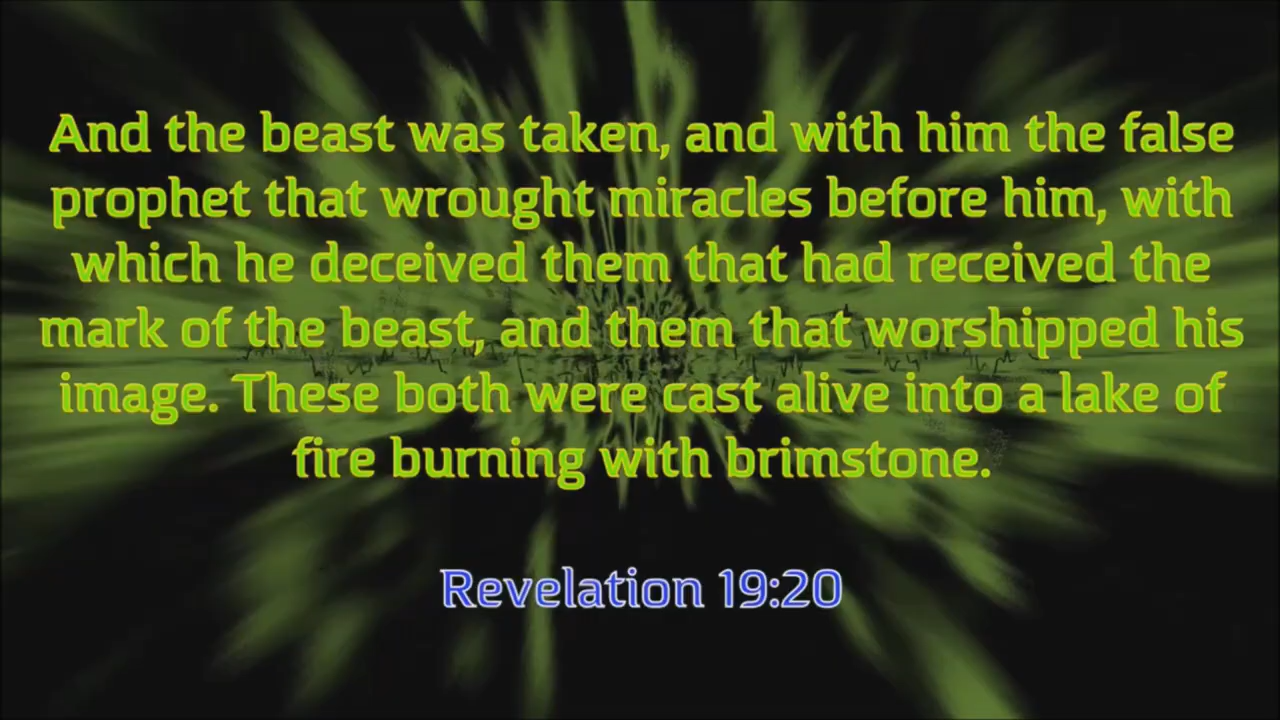 And the beast was taken, and with him the false
prophet that wrought miracles before him, with
which he deceived them that had received the
mark of the beast, and them that worshipped his
image. These both were cast alive into a lake of
fire burning with brimstone.
Revelation 19:20